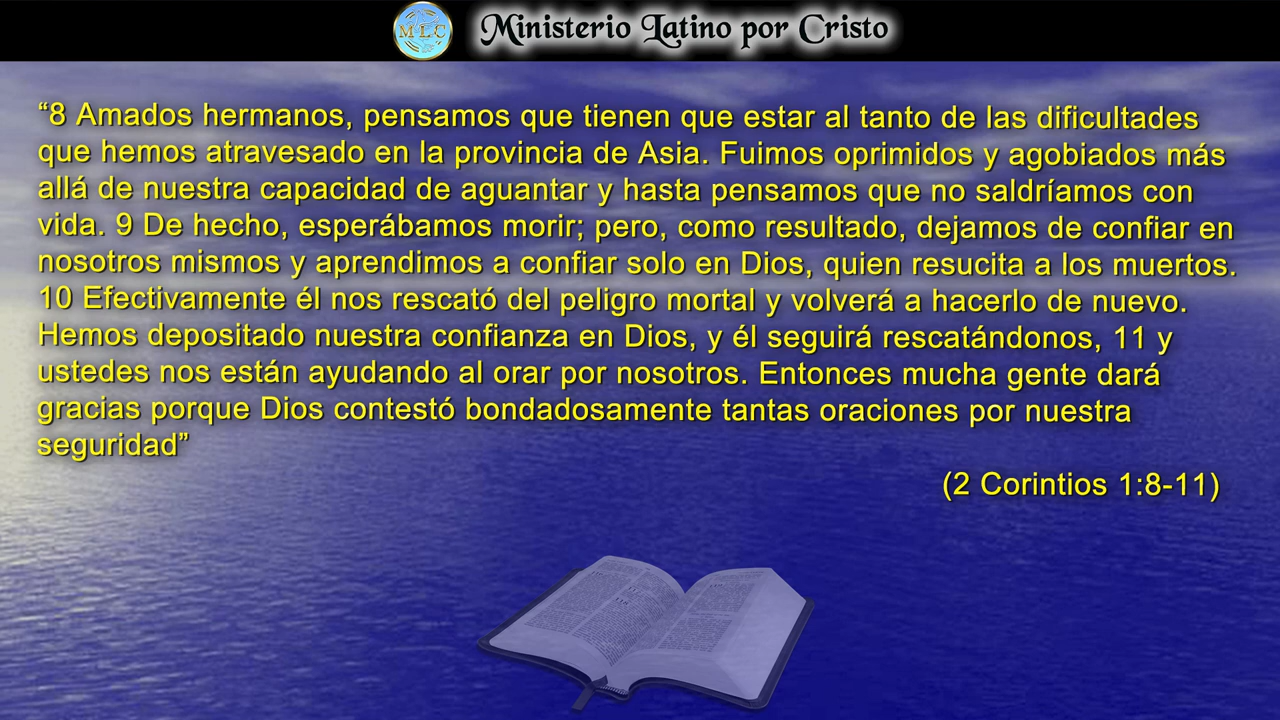 MLC
Ministerio Latino por Cristo
“8 Amados hermanos, pensamos que tienen que estar al tanto de las dificultades
que hemos atravesado en la provincia de Asia. Fuimos oprimidos y agobiados más
allá de nuestra capacidad de aguantar y hasta pensamos que no saldríamos con
vida. 9 De hecho, esperábamos morir; pero, como resultado, dejamos de confiar en
nosotros mismos y aprendimos a confiar solo en Dios, quien resucita a los muertos.
10 Efectivamente él nos rescató del peligro mortal y volverá a hacerlo de nuevo.
Hemos depositado nuestra confianza en Dios, y él seguirá rescatándonos, 11 y
ustedes nos están ayudando al orar por nosotros. Entonces mucha gente dará
gracias porque Dios contestó bondadosamente tantas oraciones por nuestra
seguridad”
(2 Corintios 1:8-11)